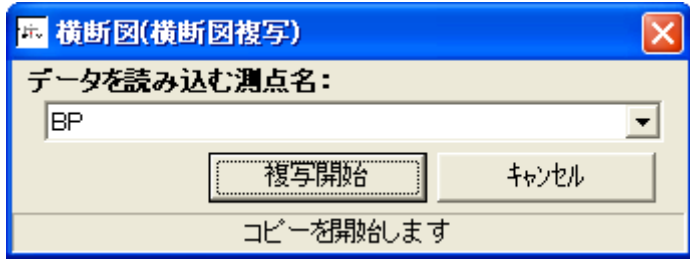 横断図(横断図複写)
データを読み込む測点名：
BP
複写開始
ｷｬﾝｾﾙ
コピーを開始します